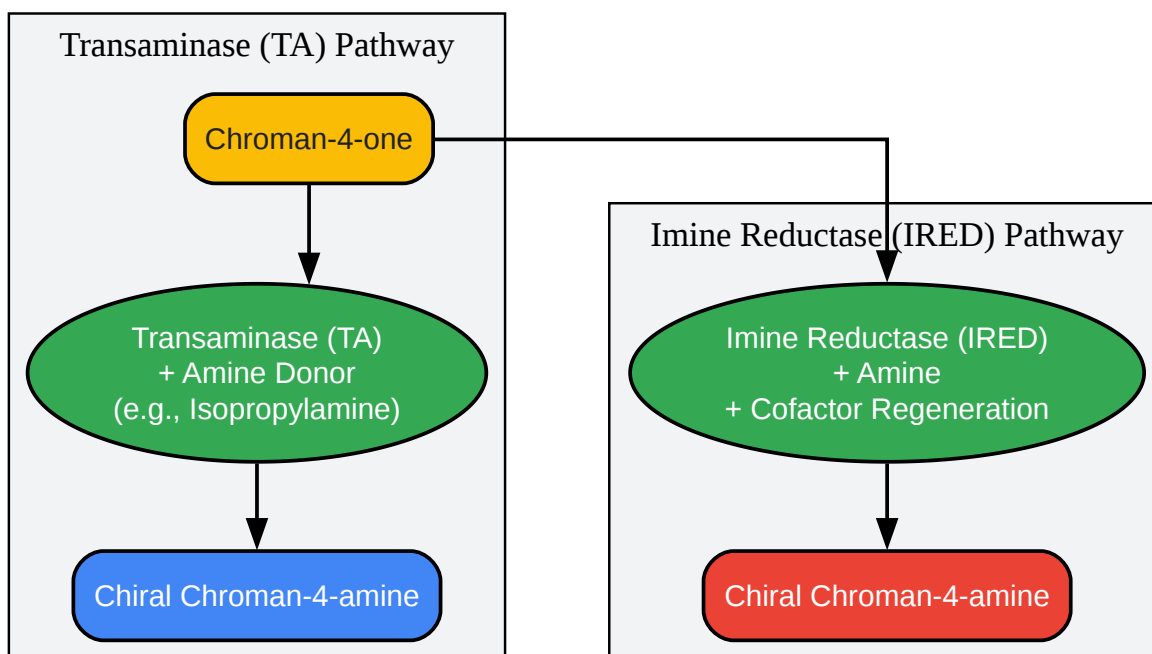 Transaminase (TA) Pathway
Chroman-4-one
Transaminase (TA)
+ Amine Donor
(e.g., Isopropylamine)
Chiral Chroman-4-amine
Imine Reductase (IRED) Pathway
Imine Reductase (IRED)
+ Amine
+ Cofactor Regeneration
Chiral Chroman-4-amine